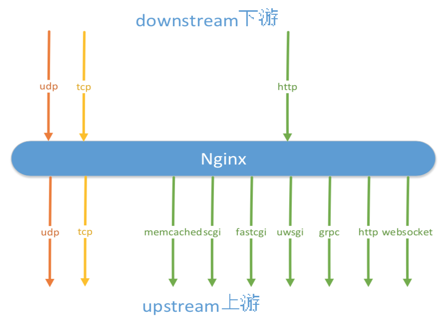 downstream下游
udp tcp http
Nginx
udp tcp memcached scgi fastcgi uwsgi grpc http websocket
upstream上游